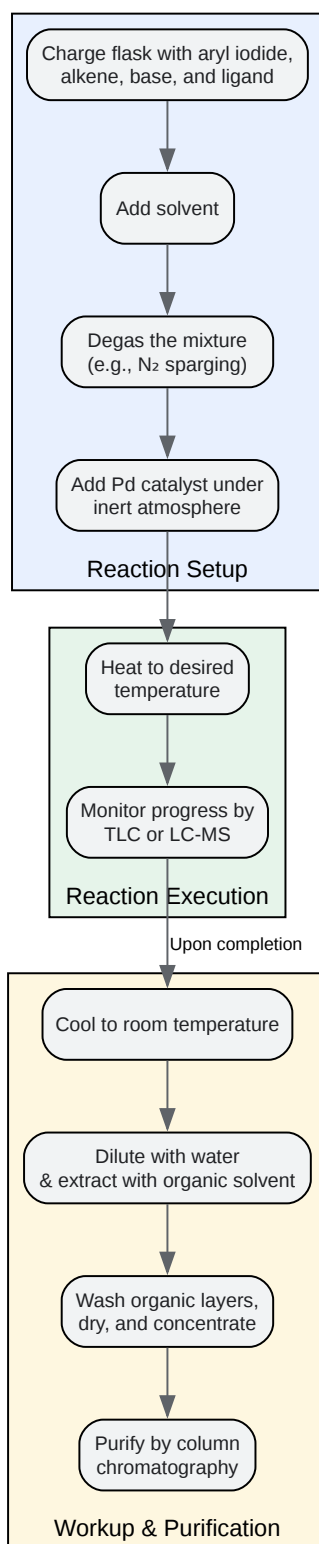 Charge flask with aryl iodide,
alkene, base, and ligand
Add solvent
Degas the mixture
(e.g., N₂ sparging)
Add Pd catalyst under
inert atmosphere
Reaction Setup
Heat to desired
temperature
Monitor progress by
TLC or LC-MS
Reaction Execution
Upon completion
Cool to room temperature
Dilute with water
& extract with organic solvent
Wash organic layers,
dry, and concentrate
Purify by column
chromatography
Workup & Purification